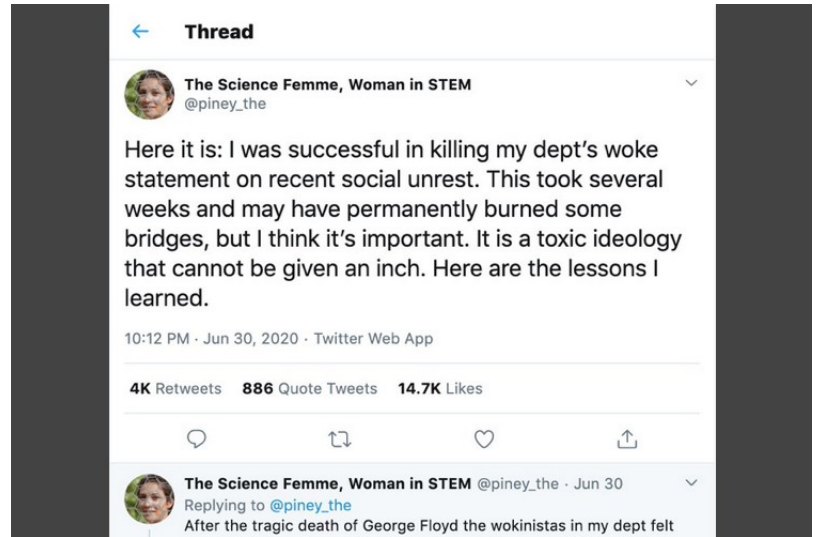 Thread
The Science Femme, Woman in STEM
@piney_the
Here it is: I was successful in killing my dept's woke
statement on recent social unrest. This took several
weeks and may have permanently burned some
bridges, but I think it's important. It is a toxic ideology
that cannot be given an inch. Here are the lessons I
learned.
10:12 PM · Jun 30, 2020 · Twitter Web App
4K Retweets 886 Quote Tweets 14.7K Likes
The Science Femme, Woman in STEM @piney_the · Jun 30
Replying to @piney_the
After the tragic death of George Floyd the wokinistas in my dept felt